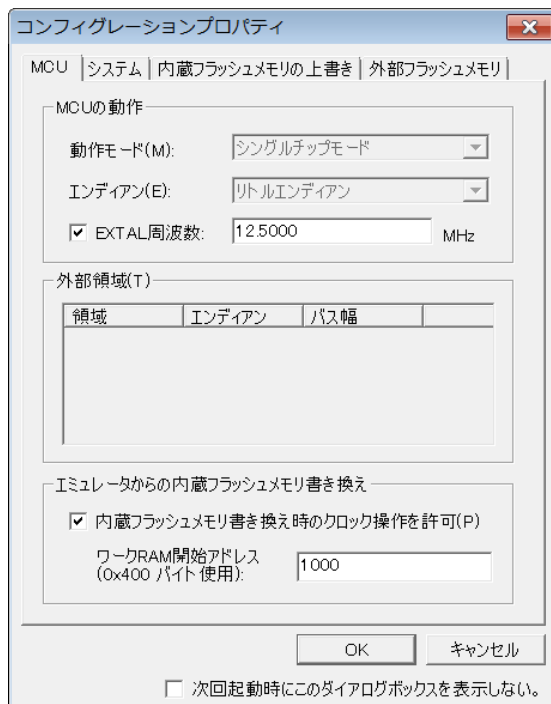 コンフィグレーションプロパティ
MCU システム 内蔵フラッシュメモリの上書き 外部フラッシュメモリ
MCUの動作
動作モード(M): シングルチップモード
エンディアン(E): リトルエンディアン
EXTAL周波数: 12.5000 MHz
外部領域(T)
領域 エンディアン バス幅
エミュレータからの内蔵フラッシュメモリ書き換え
内蔵フラッシュメモリ書き換え時のクロック操作を許可(P)
ワークRAM開始アドレス
(0x400 バイト使用): 1000
OK キャンセル
次回起動時にこのダイアログボックスを表示しない。